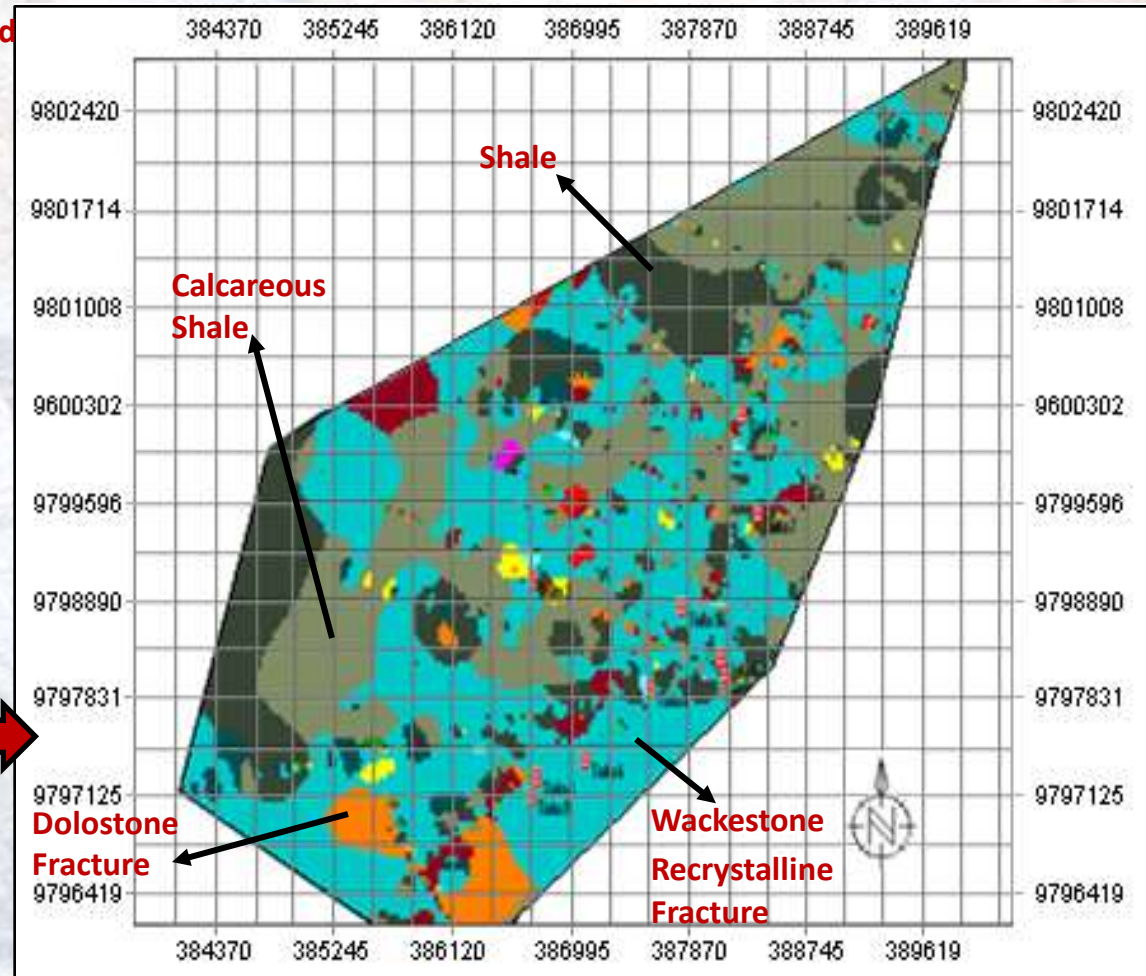 d
384370 385245 386120 386995 387870 388745 389619
9802420 9802420
Shale
9801714 9801714
Calcareous
Shale
9801008 9801008
9600302 9600302
9799596 9799596
9798890 9798890
9797831 9797831
9797125 9797125
Dolostone
Fracture
Wackestone
Recrystalline
Fracture
N
9796419 9796419
384370 385245 386120 386995 387870 388745 389619